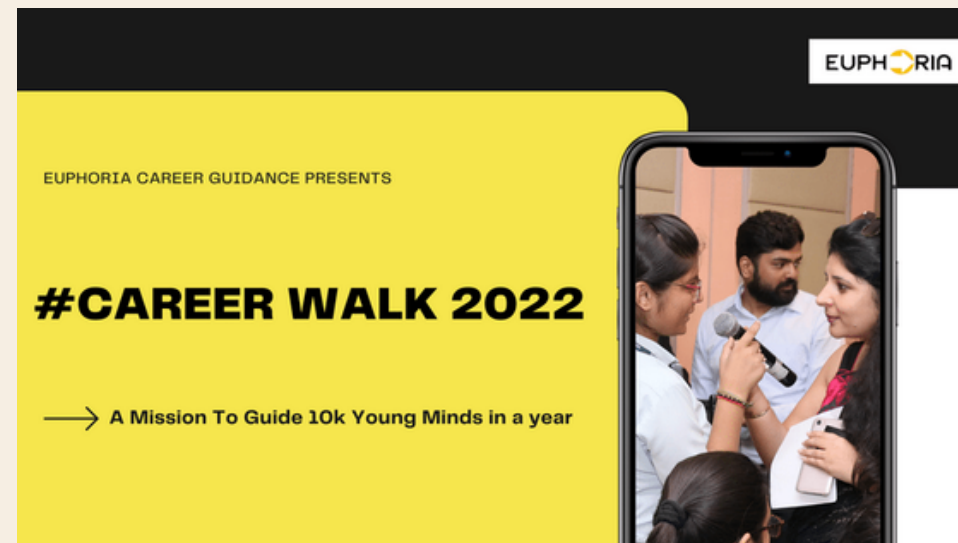 EUPHORIA
EUPHORIA CAREER GUIDANCE PRESENTS
#CAREER WALK 2022
A Mission To Guide 10k Young Minds in a year